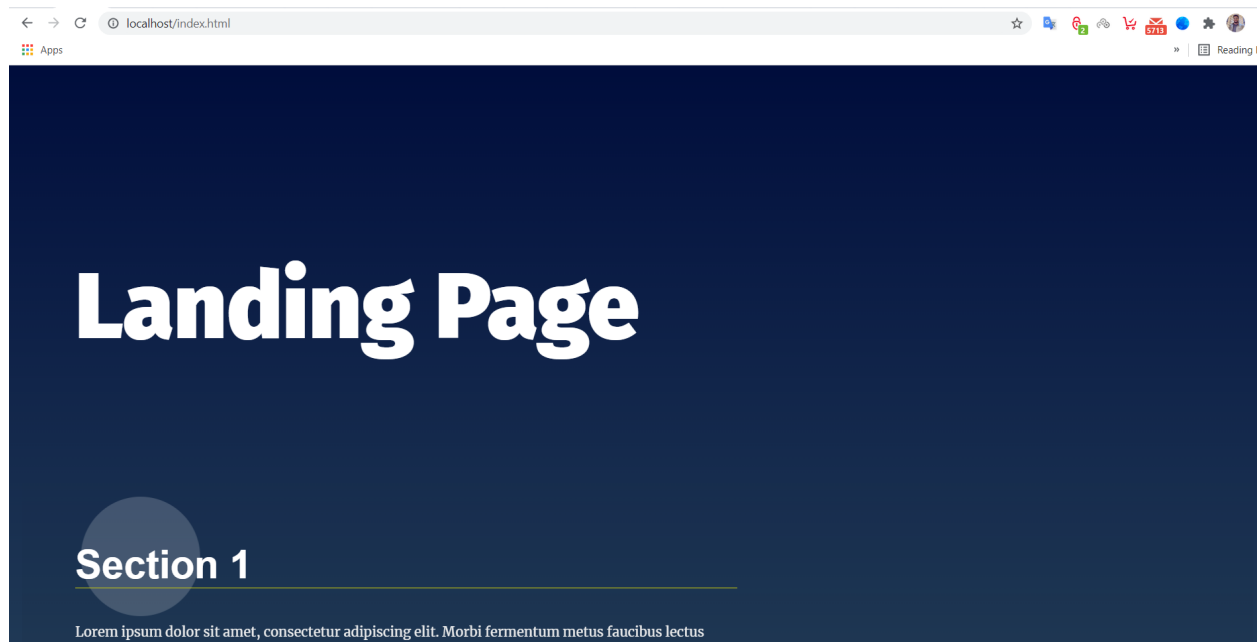 localhost/index.html
2
5713
Apps
»
Reading
Landing Page
Section 1
Lorem ipsum dolor sit amet, consectetur adipiscing elit. Morbi fermentum metus faucibus lectus